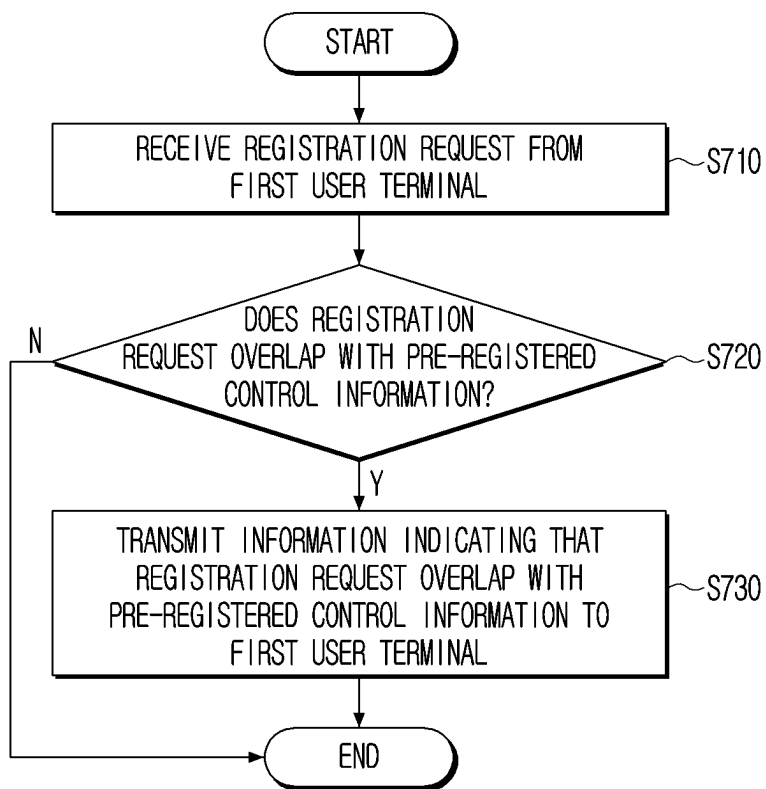 START
RECEIVE REGISTRATION REQUEST FROM
FIRST USER TERMINAL
S710
DOES REGISTRATION
REQUEST OVERLAP WITH PRE-REGISTERED
CONTROL INFORMATION?
S720
N
Y
TRANSMIT INFORMATION INDICATING THAT
REGISTRATION REQUEST OVERLAP WITH
PRE-REGISTERED CONTROL INFORMATION TO
FIRST USER TERMINAL
S730
END